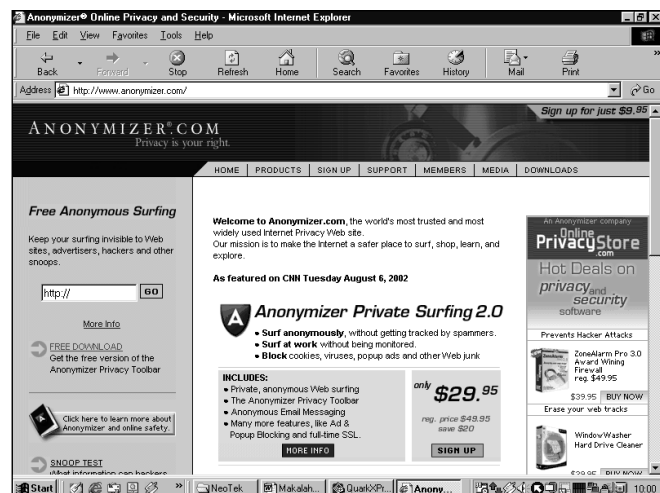 Anonymizer® Online Privacy and Security - Microsoft Internet Explorer
File Edit View Favorites Tools Help
Back Forward Stop Refresh Home Search Favorites History Mail Print
Address http://www.anonymizer.com/ Go
Sign up for just $9.95
ANONYMIZER®.COM
Privacy is your right.
HOME PRODUCTS SIGN UP SUPPORT MEMBERS MEDIA DOWNLOADS
Free Anonymous Surfing
Keep your surfing invisible to Web
sites, advertisers, hackers and other
snoops.
http:// GO
More Info
FREE DOWNLOAD
Get the free version of the
Anonymizer Privacy Toolbar
Click here to learn more about
Anonymizer and online safety.
SNOOP TEST
What information can hackers
Welcome to Anonymizer.com, the world's most trusted and most
widely used Internet Privacy Web site.
Our mission is to make the Internet a safer place to surf, shop, learn, and
explore.
As featured on CNN Tuesday August 6, 2002
Anonymizer Private Surfing 2.0
• Surf anonymously, without getting tracked by spammers.
• Surf at work without being monitored.
• Block cookies, viruses, popup ads and other Web junk
INCLUDES:
• Private, anonymous Web surfing
• The Anonymizer Privacy Toolbar
• Anonymous Email Messaging
• Many more features, like Ad &
Popup Blocking and full-time SSL.
MORE INFO
only $29.95
reg. price $49.95
save $20
SIGN UP
An Anonymizer company
Online
PrivacyStore
.com
Hot Deals on
privacy and
security
software
Prevents Hacker Attacks
ZoneAlarm Pro 3.0
Award Wining
Firewall
reg. $49.95
$39.95 BUY NOW
Erase your web tracks
WindowWasher
Hard Drive Cleaner
$29.95 BUY NOW
Start NeoTek Makalah... QuarkXPr... Anony... 10:00